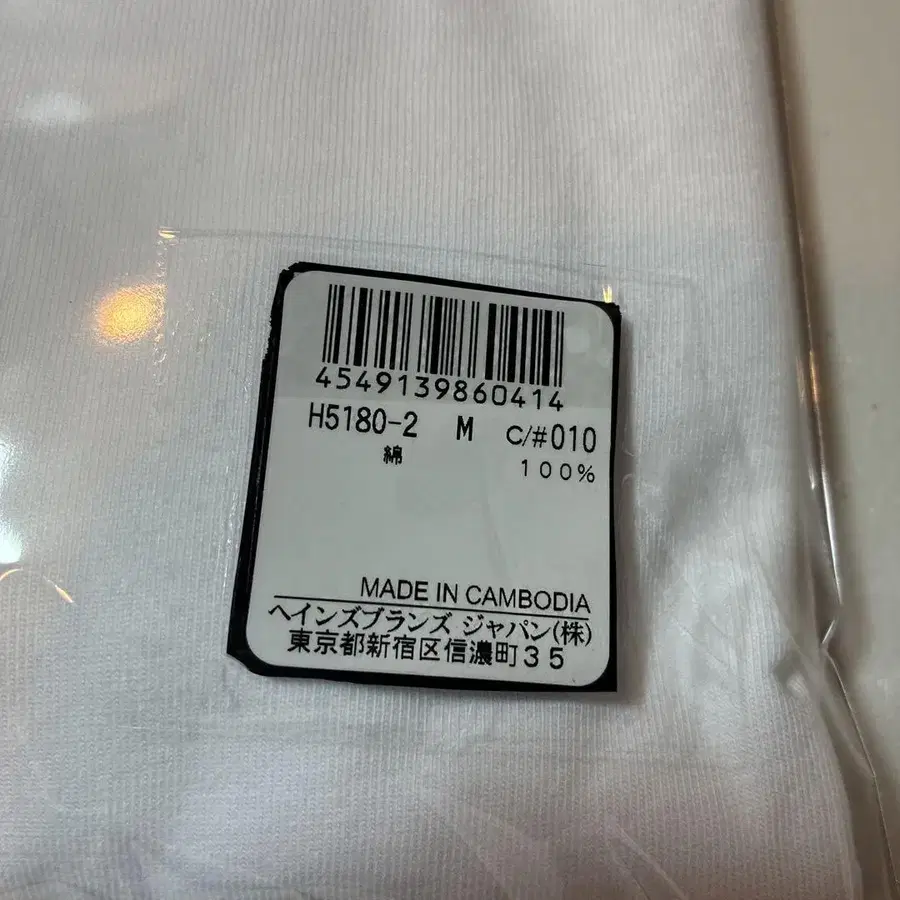 4549139860414
H5180-2 M C/#010
綿 100%
MADE IN CAMBODIA
ヘインズブランズ ジャパン(株)
東京都新宿区信濃町35